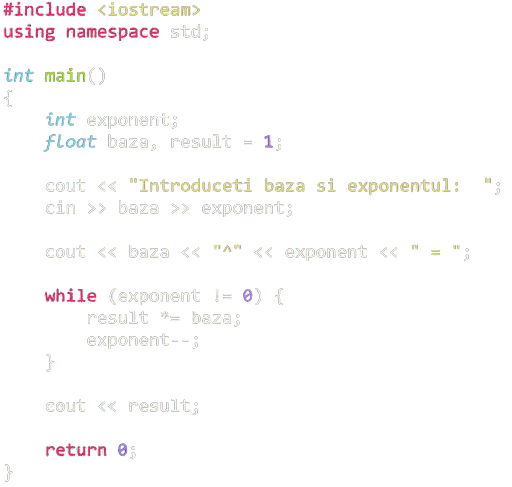 #include <iostream>
using namespace std;
int main()
{
    int exponent;
    float baza, result = 1;
    cout << "Introduceti baza si exponentul:  ";
    cin >> baza >> exponent;
    cout << baza << "^" << exponent << " = ";
    while (exponent != 0) {
        result *= baza;
        exponent--;
    }
    cout << result;
    return 0;
}